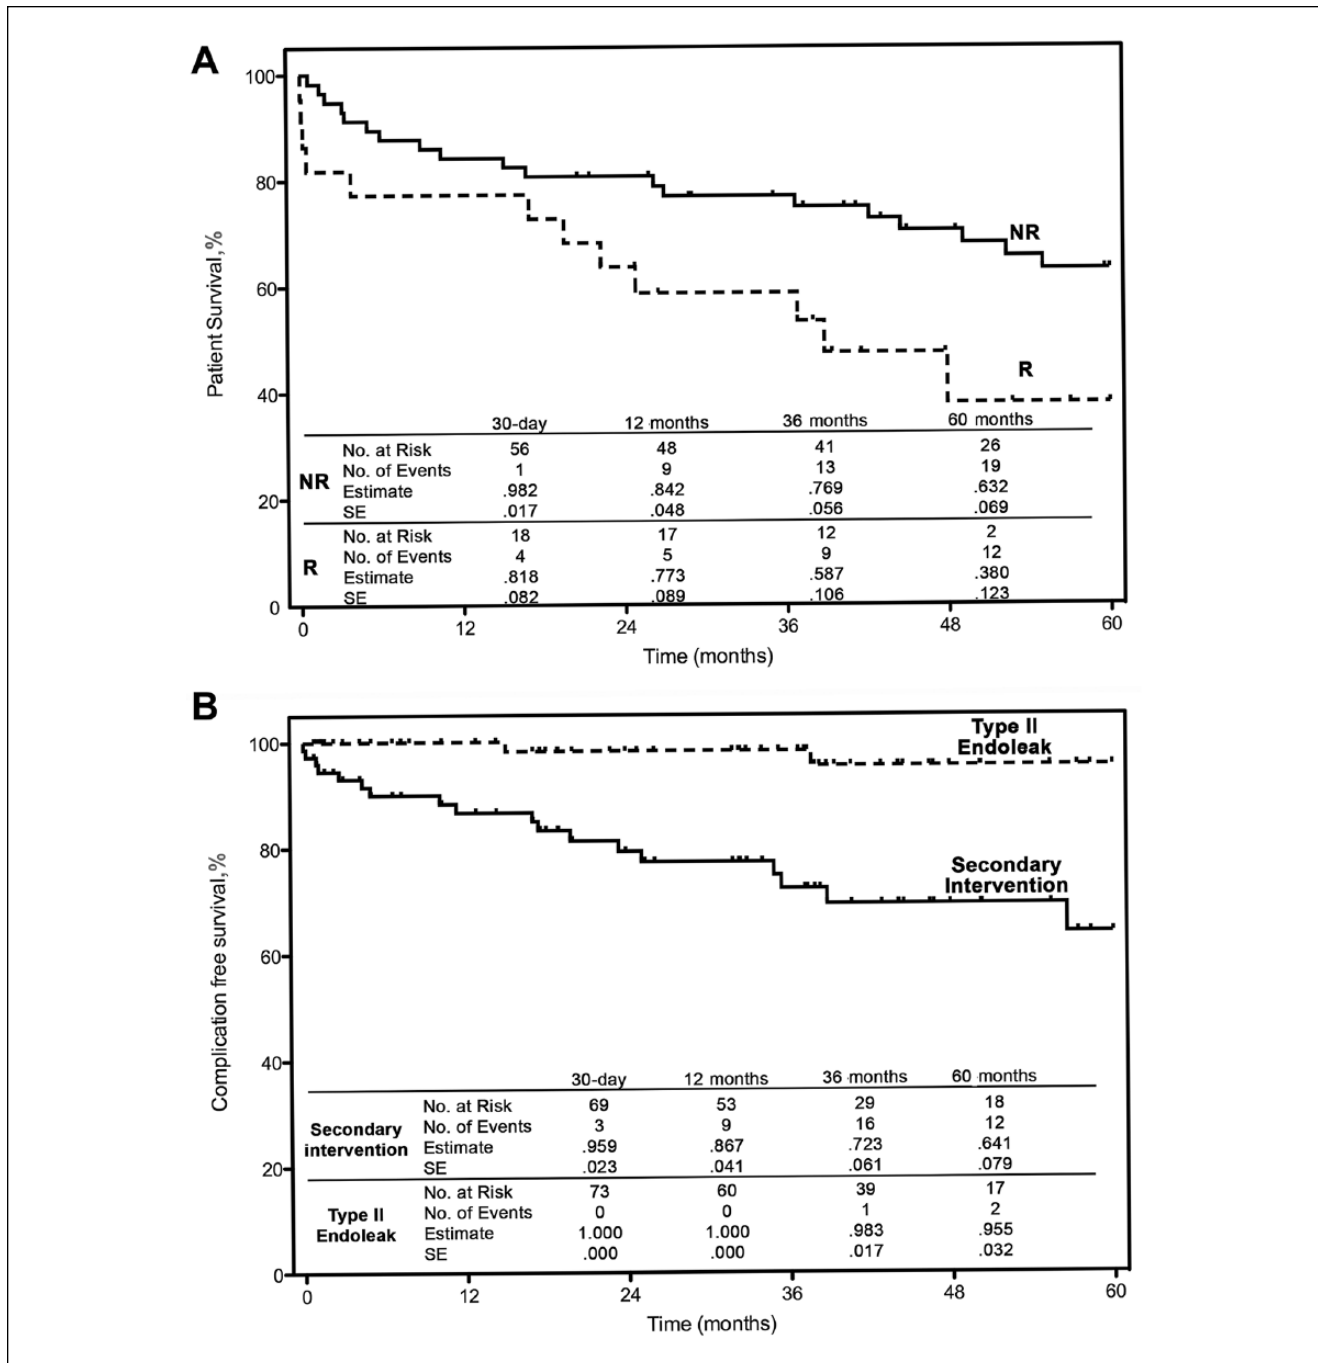 A
100
80
60
40
20
0
Patient Survival,%
NR
R
30-day 12 months 36 months 60 months
NR
No. at Risk 56 48 41 26
No. of Events 1 9 13 19
Estimate .982 .842 .769 .632
SE .017 .048 .056 .069
R
No. at Risk 18 17 12 2
No. of Events 4 5 9 12
Estimate .818 .773 .587 .380
SE .082 .089 .106 .123
0 12 24 36 48 60
Time (months)
B
100
80
60
40
20
0
Complication free survival,%
Type II
Endoleak
Secondary
Intervention
30-day 12 months 36 months 60 months
Secondary
intervention
No. at Risk 69 53 29 18
No. of Events 3 9 16 12
Estimate .959 .867 .723 .641
SE .023 .041 .061 .079
Type II
Endoleak
No. at Risk 73 60 39 17
No. of Events 0 0 1 2
Estimate 1.000 1.000 .983 .955
SE .000 .000 .017 .032
0 12 24 36 48 60
Time (months)